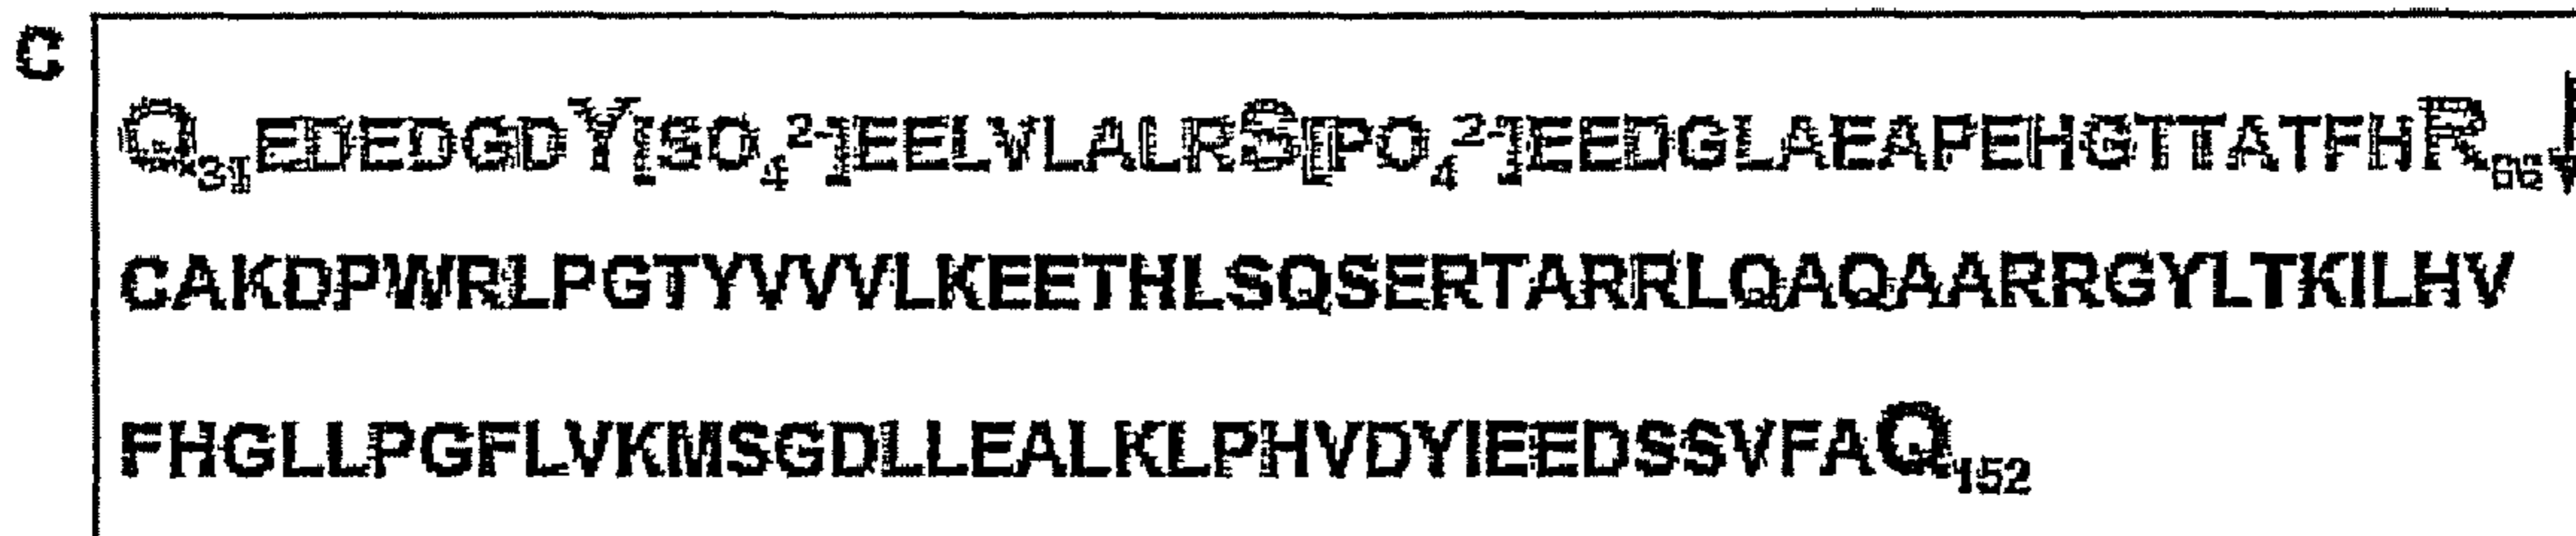 C
Q₃₁EDEDGDY[SO₄²⁻]EELVLALRS[PO₄²⁻]EEDGLAEAPEHGTTATFHR₆₆
CAKDPWRLPGTYVVVLKEETHLSQSERTARRLQAQAARRGYLTKILHV
FHGLLPGFLVKMSGDLLEALKLPHVDYIEEDSSVFAQ₁₅₂